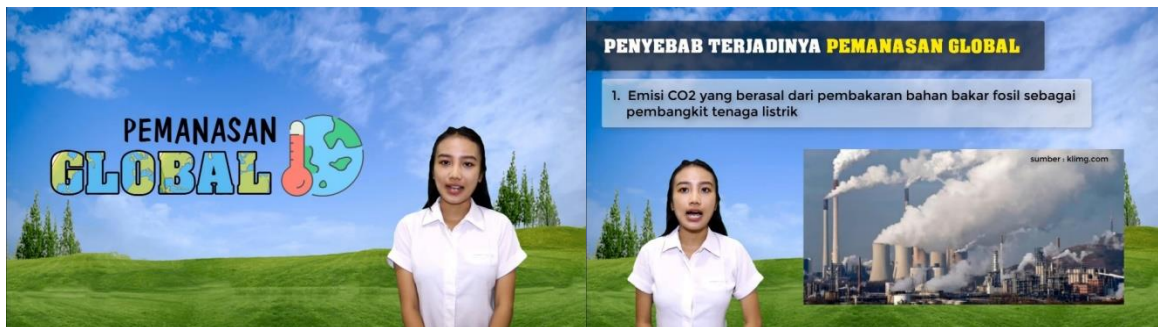 PEMANASAN
GLOBAL
PENYEBAB TERJADINYA PEMANASAN GLOBAL
1. Emisi CO2 yang berasal dari pembakaran bahan bakar fosil sebagai
pembangkit tenaga listrik
sumber : klimg.com